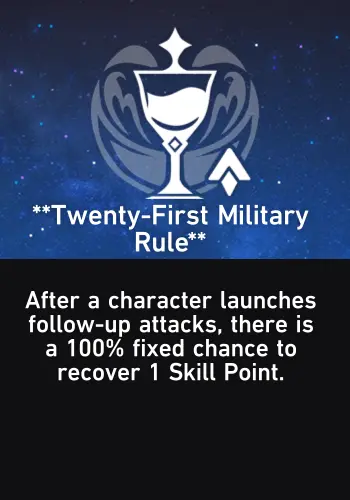 **Twenty-First Military
Rule**
After a character launches
follow-up attacks, there is
a 100% fixed chance to
recover 1 Skill Point.